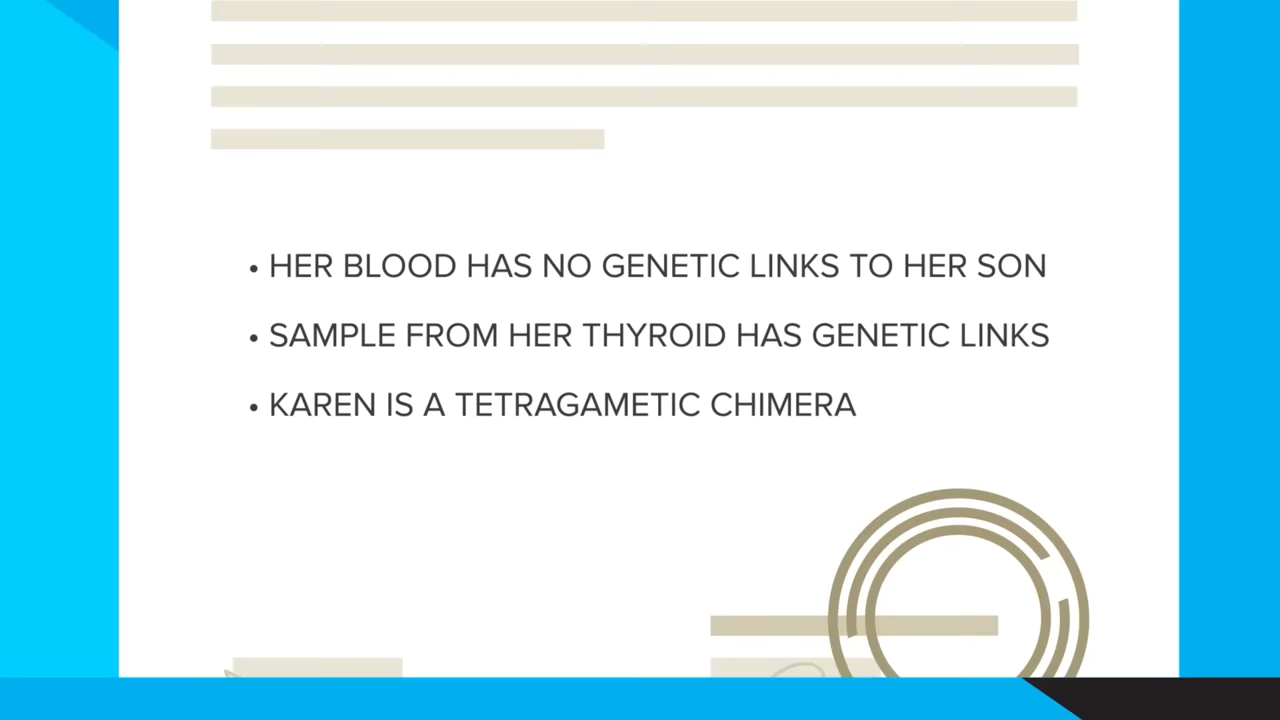 • HER BLOOD HAS NO GENETIC LINKS TO HER SON
• SAMPLE FROM HER THYROID HAS GENETIC LINKS
• KAREN IS A TETRAGAMETIC CHIMERA